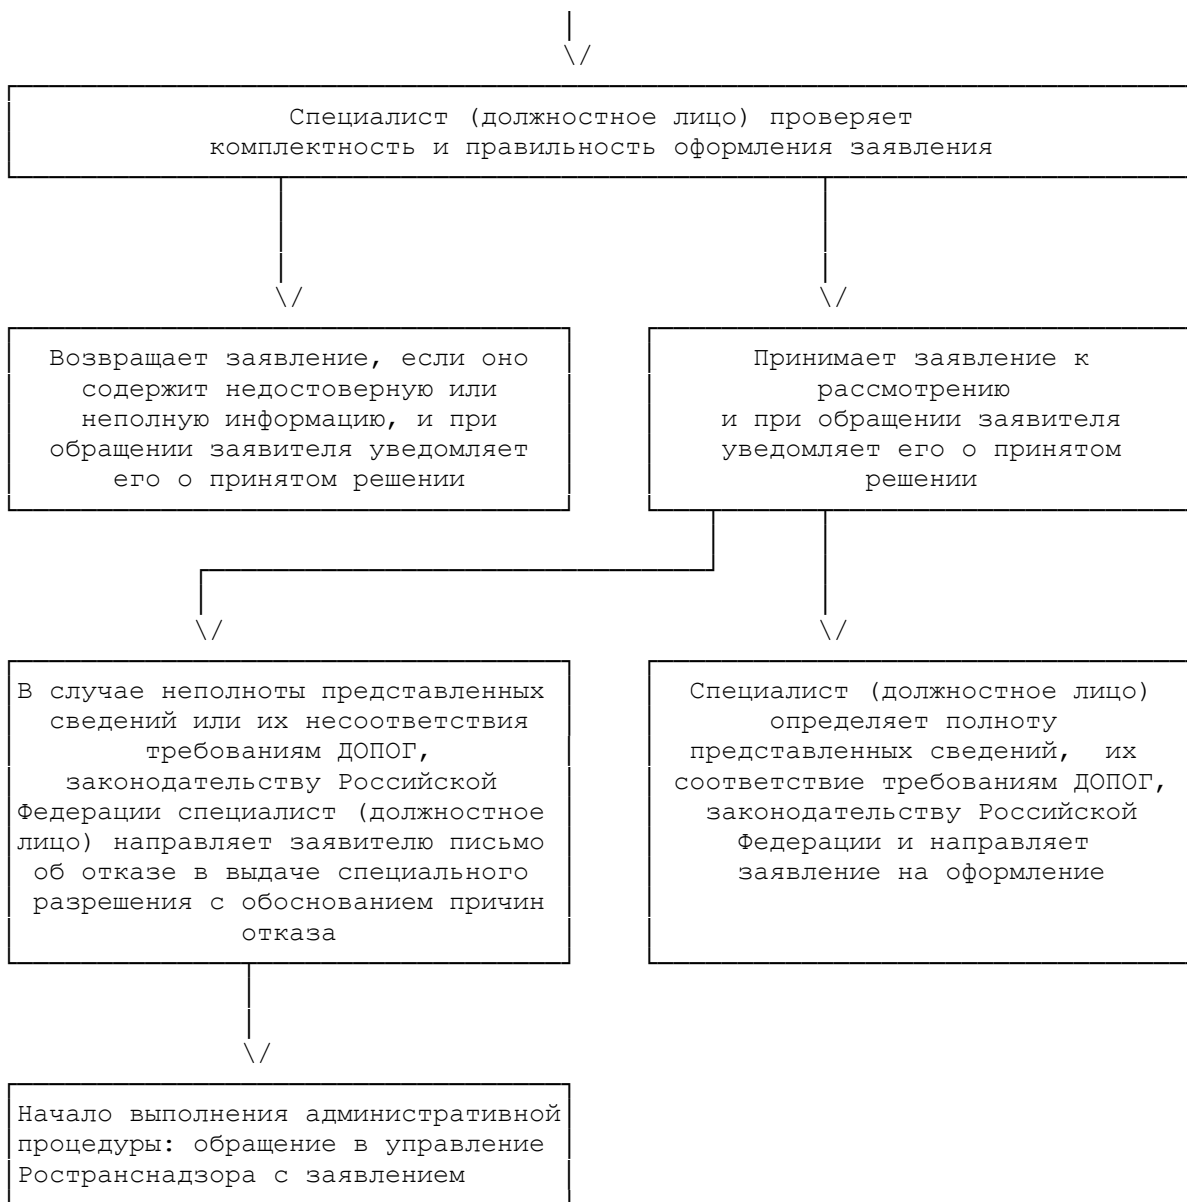 Специалист (должностное лицо) проверяет
комплектность и правильность оформления заявления
Возвращает заявление, если оно
содержит недостоверную или
неполную информацию, и при
обращении заявителя уведомляет
его о принятом решении
Принимает заявление к
рассмотрению
и при обращении заявителя
уведомляет его о принятом
решении
В случае неполноты представленных
сведений или их несоответствия
требованиям ДОПОГ,
законодательству Российской
Федерации специалист (должностное
лицо) направляет заявителю письмо
об отказе в выдаче специального
разрешения с обоснованием причин
отказа
Специалист (должностное лицо)
определяет полноту
представленных сведений, их
соответствие требованиям ДОПОГ,
законодательству Российской
Федерации и направляет
заявление на оформление
Начало выполнения административной
процедуры: обращение в управление
Ространснадзора с заявлением